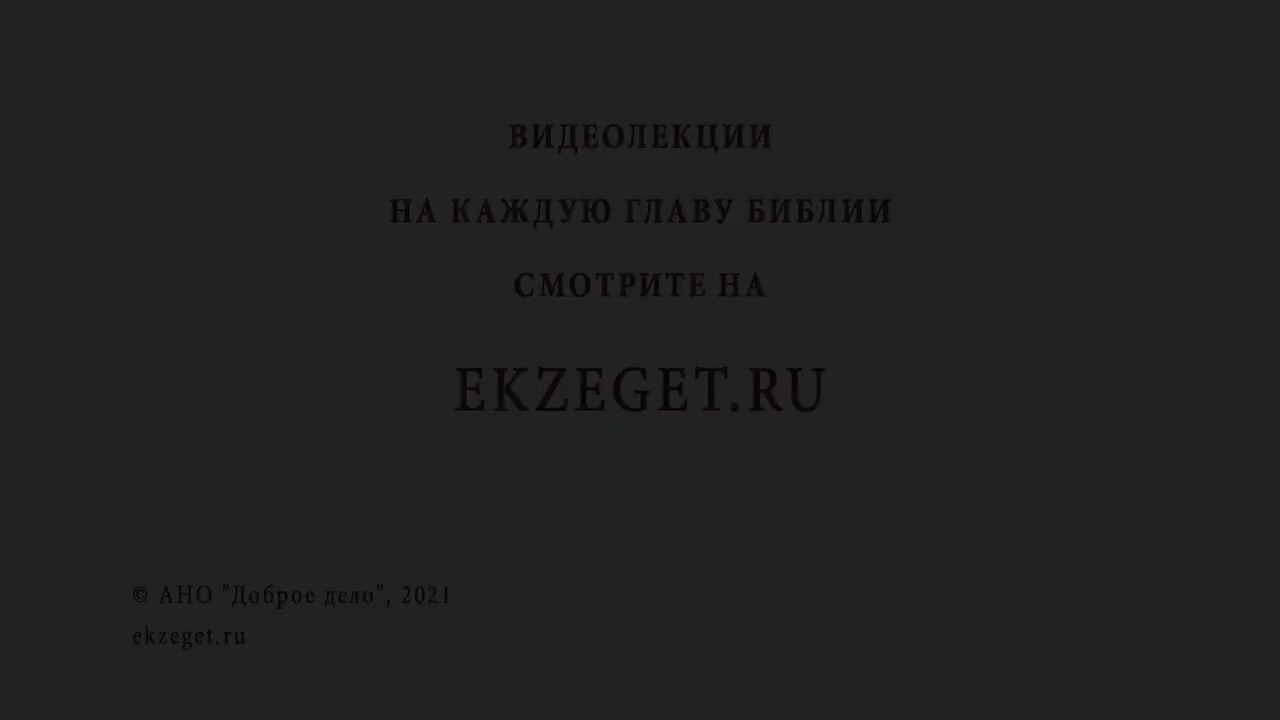 ВИДЕОЛЕКЦИИ
НА КАЖДУЮ ГЛАВУ БИБЛИИ
СМОТРИТЕ НА
EKZEGET.RU
© АНО "Доброе дело", 2021
ekzeget.ru